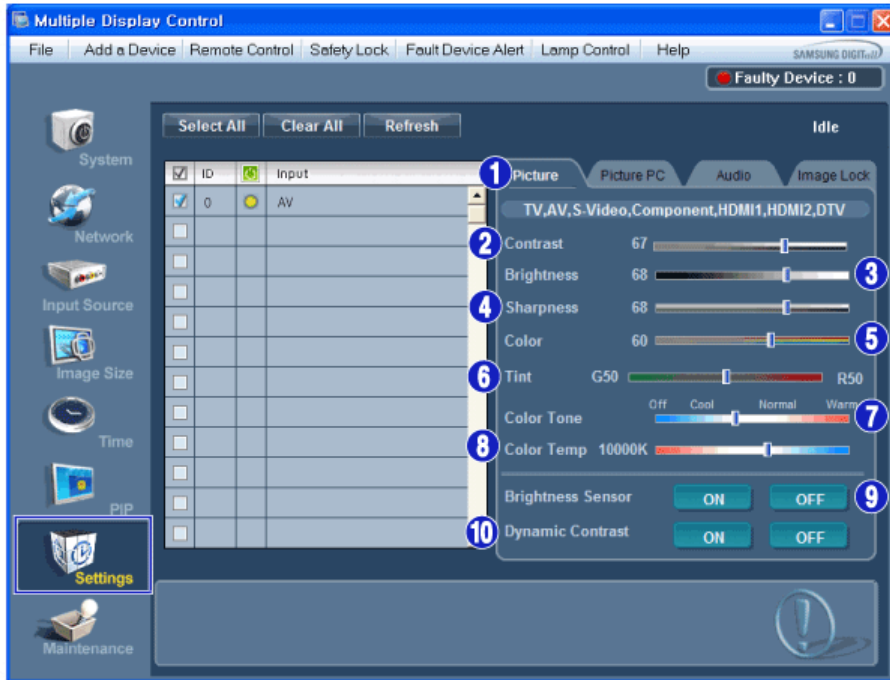 Multiple Display Control
File Add a Device Remote Control Safety Lock Fault Device Alert Lamp Control Help SAMSUNG DIGITall
Faulty Device : 0
Select All Clear All Refresh Idle
System
Network
Input Source
Image Size
Time
PIP
Settings
Maintenance
ID Input
0 AV
1 Picture Picture PC Audio Image Lock
TV,AV,S-Video,Component,HDMI1,HDMI2,DTV
2 Contrast 67
Brightness 68 3
4 Sharpness 68
Color 60 5
6 Tint G50 R50
Off Cool Normal Warm
Color Tone 7
8 Color Temp 10000K
Brightness Sensor ON OFF 9
10 Dynamic Contrast ON OFF